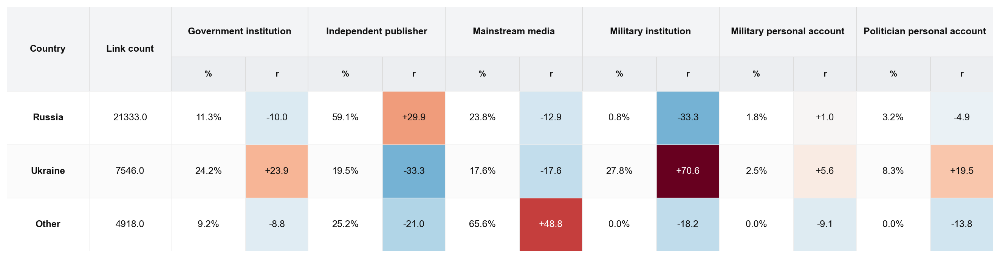 Country Link count Government institution Independent publisher Mainstream media Military institution Military personal account Politician personal account
% r % r % r % r % r % r
Russia 21333.0 11.3% -10.0 59.1% +29.9 23.8% -12.9 0.8% -33.3 1.8% +1.0 3.2% -4.9
Ukraine 7546.0 24.2% +23.9 19.5% -33.3 17.6% -17.6 27.8% +70.6 2.5% +5.6 8.3% +19.5
Other 4918.0 9.2% -8.8 25.2% -21.0 65.6% +48.8 0.0% -18.2 0.0% -9.1 0.0% -13.8